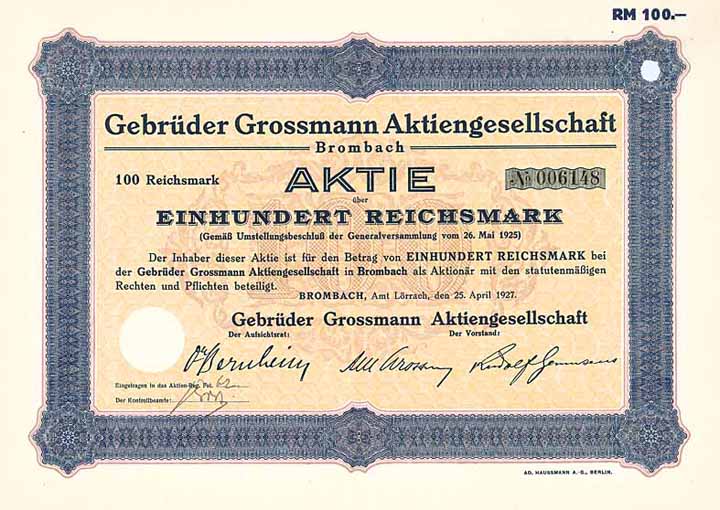 RM 100.—
Gebrüder Grossmann Aktiengesellschaft
Brombach
100 Reichsmark AKTIE № 006148
über
EINHUNDERT REICHSMARK
(Gemäß Umstellungsbeschluß der Generalversammlung vom 26. Mai 1925)
Der Inhaber dieser Aktie ist für den Betrag von EINHUNDERT REICHSMARK bei
der Gebrüder Grossmann Aktiengesellschaft in Brombach als Aktionär mit den statutenmäßigen
Rechten und Pflichten beteiligt.
BROMBACH, Amt Lörrach, den 25. April 1927.
Gebrüder Grossmann Aktiengesellschaft
Der Aufsichtsrat: Der Vorstand:
Dr Bernheim
Eingetragen in das Aktien-Reg. Fol. 62
Der Kontrollbeamte:
AD. HAUSSMANN A.-G., BERLIN.